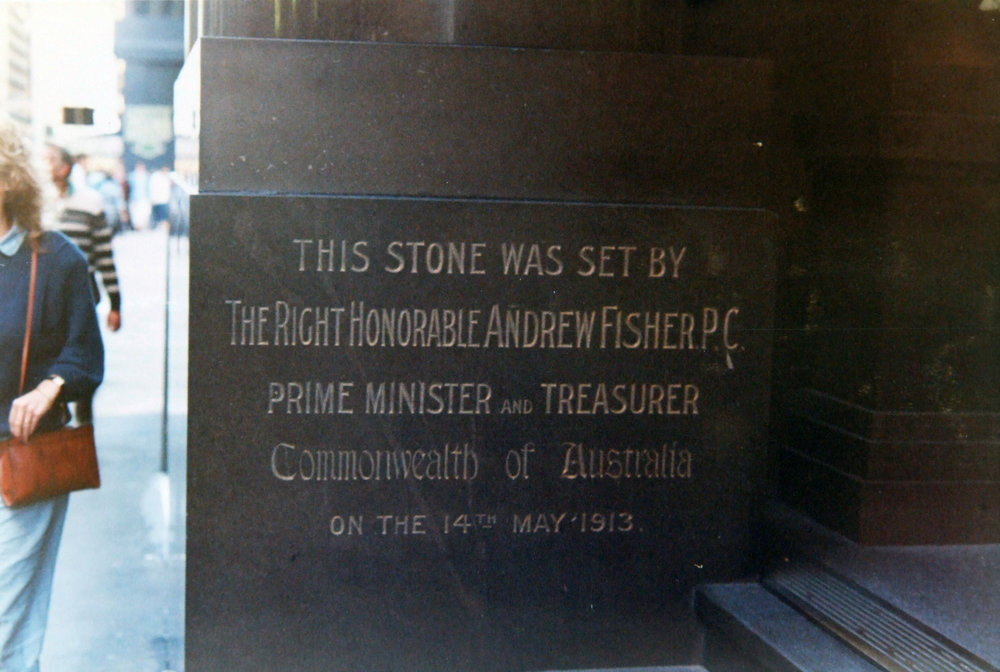 THIS STONE WAS SET BY
THE RIGHT HONORABLE ANDREW FISHER. P.C.
PRIME MINISTER AND TREASURER
Commonwealth of Australia
ON THE 14TH MAY 1913.